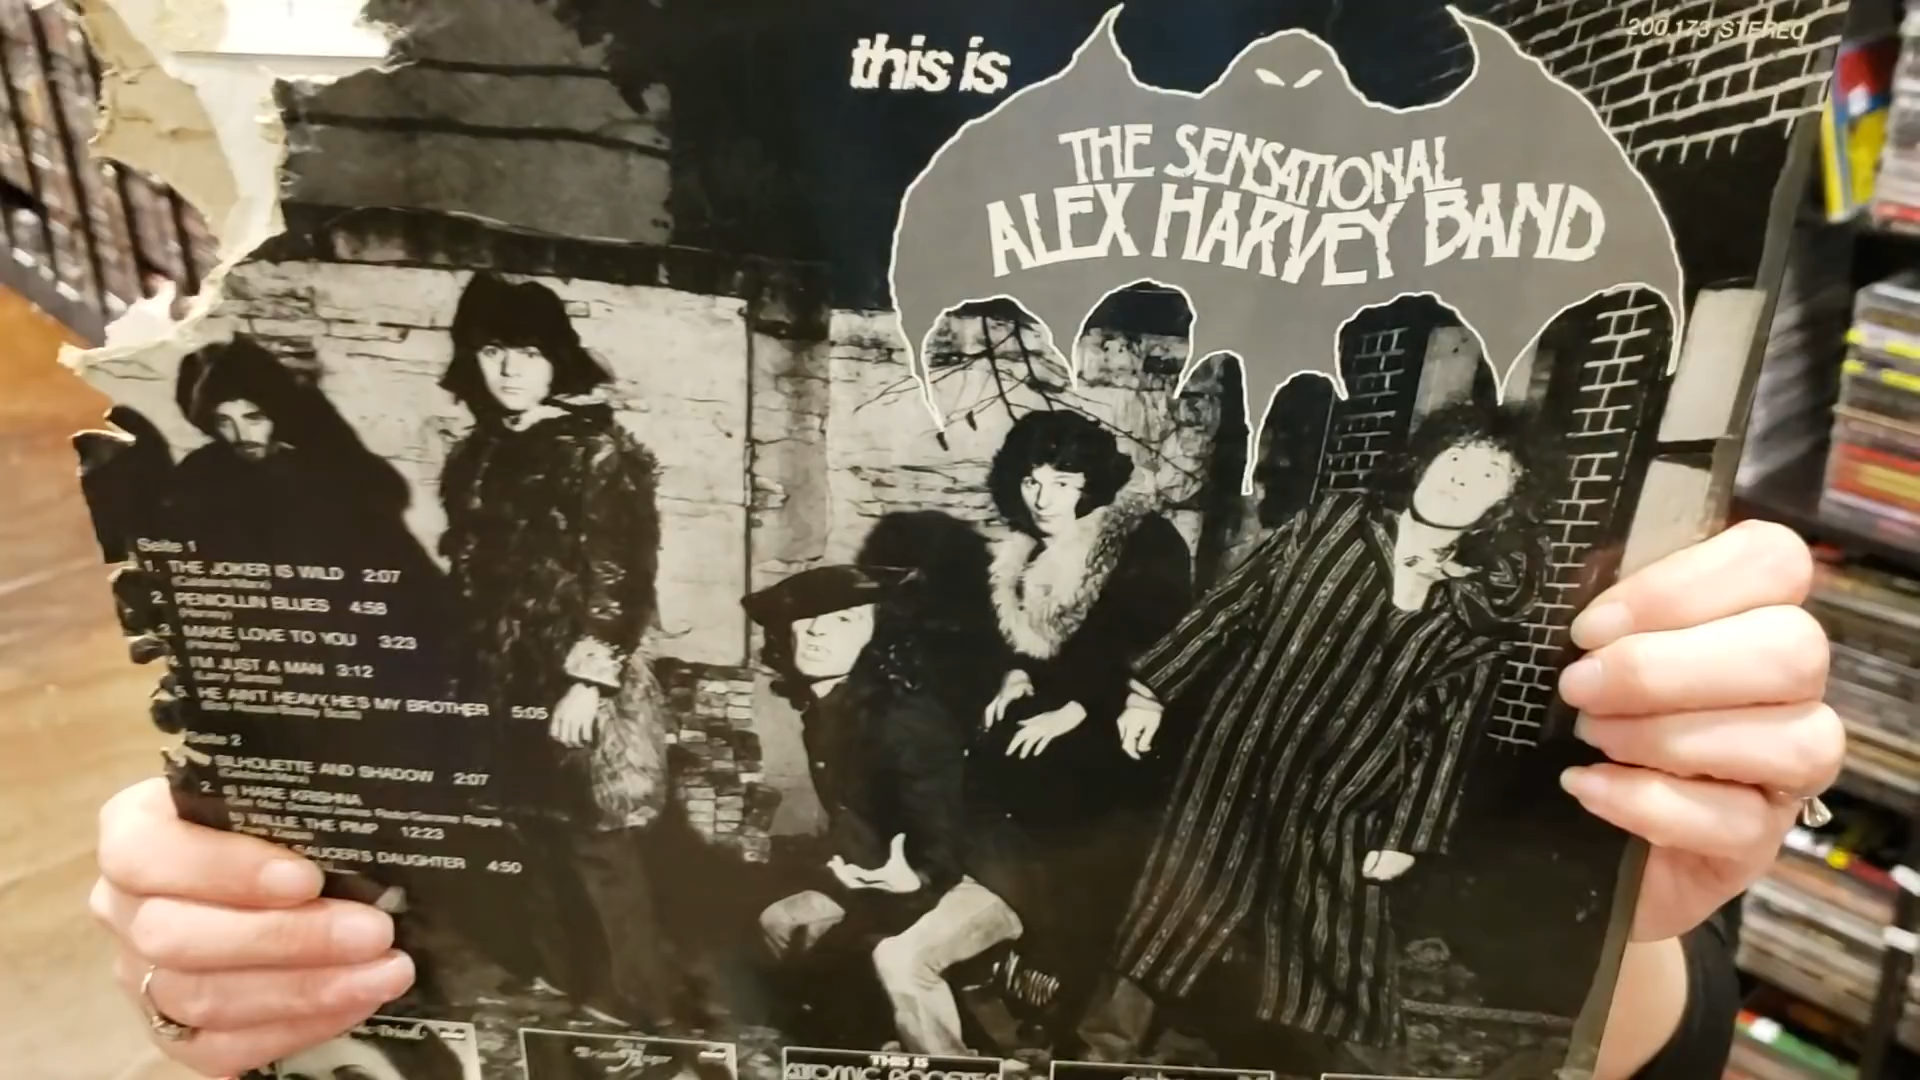 this is
200.173 STEREO
THE SENSATIONAL
ALEX HARVEY BAND
Seite 1
1. THE JOKER IS WILD 2:07
2. PENICILLIN BLUES 4:58
(Harvey)
3. MAKE LOVE TO YOU 3:23
(Harvey)
4. I'M JUST A MAN 3:12
5. HE AIN'T HEAVY, HE'S MY BROTHER 5:05
Seite 2
SILHOUETTE AND SHADOW 2:07
2. a) HARE KRISHNA
b) WILLIE THE PIMP 12:23
SAUCER'S DAUGHTER 4:50
THIS IS
ATOMIC ROOSTER